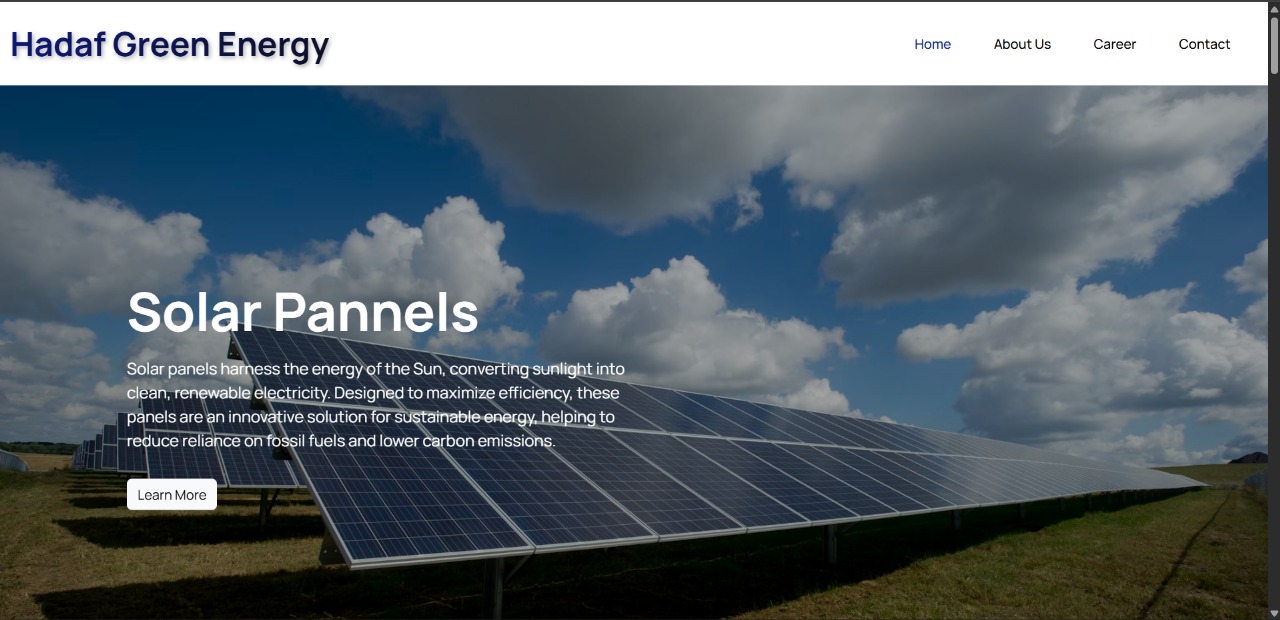 Hadaf Green Energy
Home About Us Career Contact
Solar Pannels
Solar panels harness the energy of the Sun, converting sunlight into
clean, renewable electricity. Designed to maximize efficiency, these
panels are an innovative solution for sustainable energy, helping to
reduce reliance on fossil fuels and lower carbon emissions.
Learn More